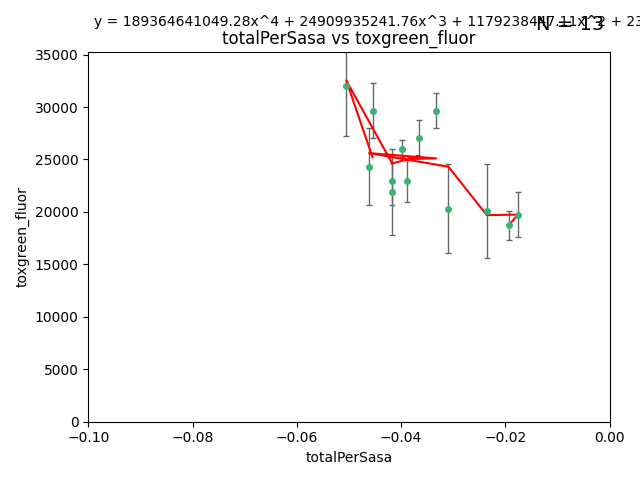 y = 189364641049.28x^4 + 24909935241.76x^3 +
N = 13
totalPerSasa vs toxgreen_fluor
35000
30000
25000
20000
15000
10000
5000
0
toxgreen_fluor
−0.10 −0.08 −0.06 −0.04 −0.02 0.00
totalPerSasa